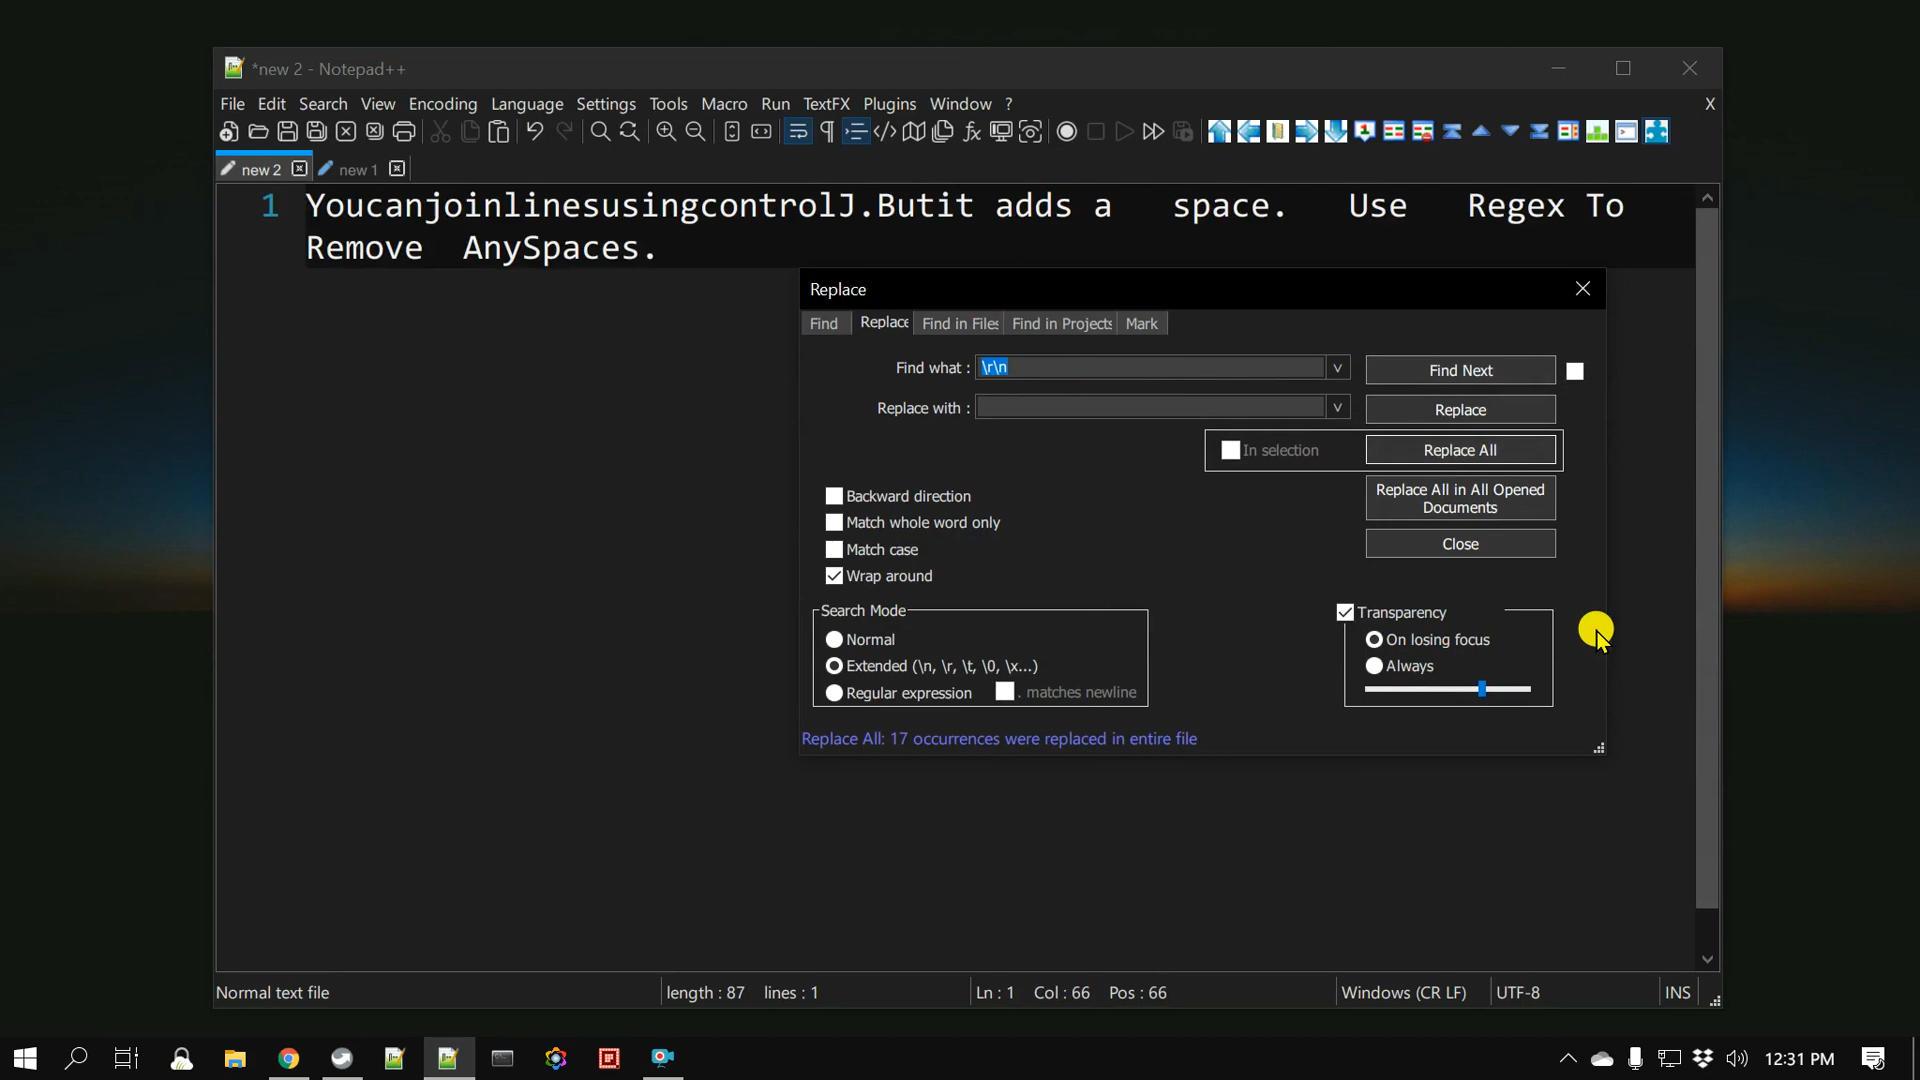 *new 2 - Notepad++
File Edit Search View Encoding Language Settings Tools Macro Run TextFX Plugins Window ? X
new 2 new 1
1 YoucanjoinlinesusingcontrolJ.Butit adds a   space.   Use   Regex To
Remove  AnySpaces.
Replace
Find Replace Find in Files Find in Projects Mark
Find what : \r\n Find Next
Replace with : Replace
In selection Replace All
Backward direction
Replace All in All Opened
Documents
Match whole word only
Match case
Close
Wrap around
Search Mode
Transparency
Normal
On losing focus
Extended (\n, \r, \t, \0, \x...)
Always
Regular expression . matches newline
Replace All: 17 occurrences were replaced in entire file
Normal text file length : 87 lines : 1 Ln : 1 Col : 66 Pos : 66 Windows (CR LF) UTF-8 INS
12:31 PM